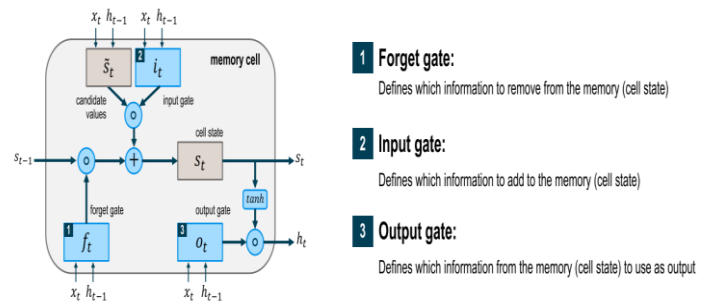 x_t h_{t-1} x_t h_{t-1}
s̃_t
2 i_t
memory cell
candidate
values
input gate
∘
cell state
s_{t-1}
∘
+
s_t
s_t
tanh
forget gate
output gate
1 f_t
3 o_t
∘
h_t
x_t h_{t-1}
x_t h_{t-1}
1 Forget gate:
Defines which information to remove from the memory (cell state)
2 Input gate:
Defines which information to add to the memory (cell state)
3 Output gate:
Defines which information from the memory (cell state) to use as output